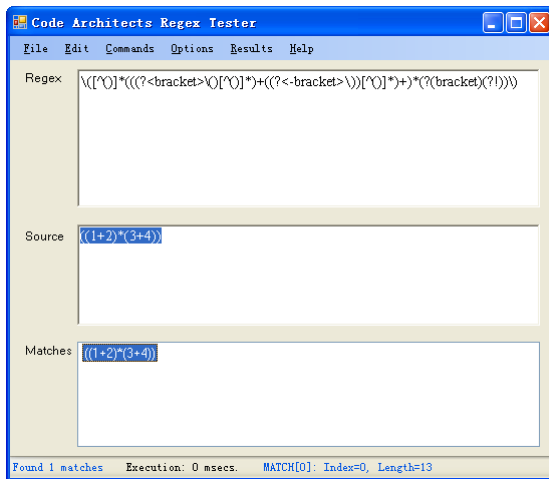 Code Architects Regex Tester
File Edit Commands Options Results Help
Regex
\([^()]*(((?<bracket>\()[^()]*)+((?<-bracket>\))[^()]*)+)*(?(bracket)(?!))\)
Source
((1+2)*(3+4))
Matches
((1+2)*(3+4))
Found 1 matches Execution: 0 msecs. MATCH[0]: Index=0, Length=13